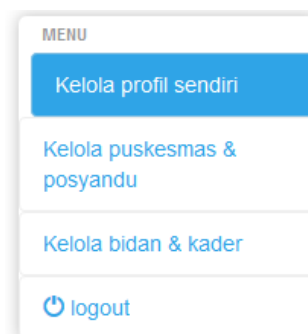 MENU
Kelola profil sendiri
Kelola puskesmas &
posyandu
Kelola bidan & kader
logout